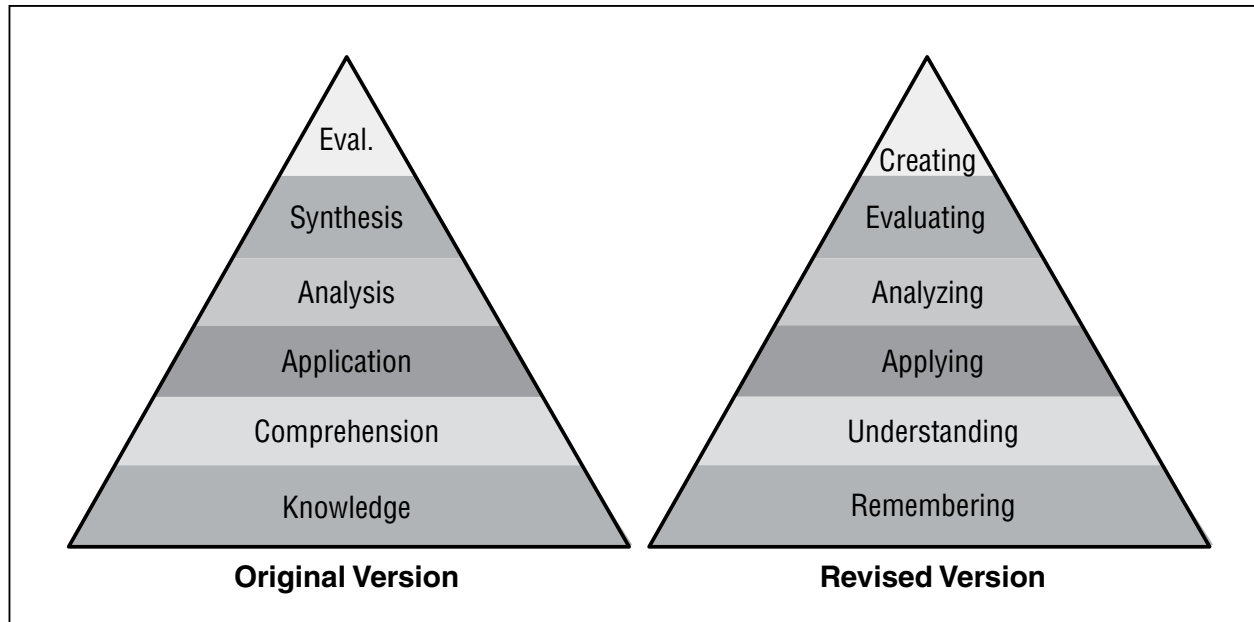 Eval.
Synthesis
Analysis
Application
Comprehension
Knowledge
Original Version
Creating
Evaluating
Analyzing
Applying
Understanding
Remembering
Revised Version